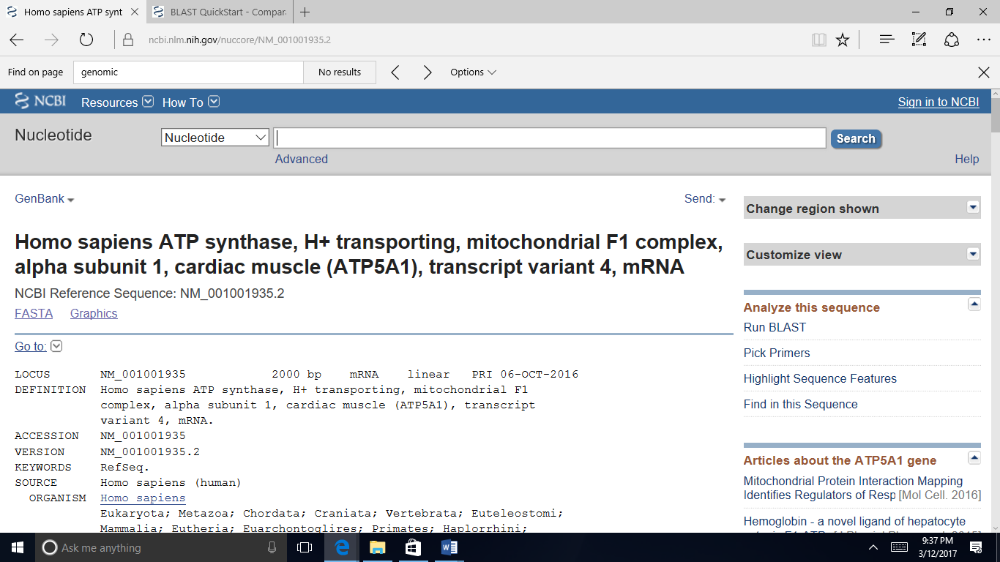 Homo sapiens ATP synt
BLAST QuickStart - Compar
ncbi.nlm.nih.gov/nuccore/NM_001001935.2
Find on page genomic No results Options
NCBI Resources How To Sign in to NCBI
Nucleotide Nucleotide Search
Advanced Help
GenBank Send:
Homo sapiens ATP synthase, H+ transporting, mitochondrial F1 complex,
alpha subunit 1, cardiac muscle (ATP5A1), transcript variant 4, mRNA
NCBI Reference Sequence: NM_001001935.2
FASTA Graphics
Go to:
LOCUS NM_001001935 2000 bp mRNA linear PRI 06-OCT-2016
DEFINITION Homo sapiens ATP synthase, H+ transporting, mitochondrial F1
complex, alpha subunit 1, cardiac muscle (ATP5A1), transcript
variant 4, mRNA.
ACCESSION NM_001001935
VERSION NM_001001935.2
KEYWORDS RefSeq.
SOURCE Homo sapiens (human)
ORGANISM Homo sapiens
Eukaryota; Metazoa; Chordata; Craniata; Vertebrata; Euteleostomi;
Mammalia; Eutheria; Euarchontoglires; Primates; Haplorrhini;
Change region shown
Customize view
Analyze this sequence
Run BLAST
Pick Primers
Highlight Sequence Features
Find in this Sequence
Articles about the ATP5A1 gene
Mitochondrial Protein Interaction Mapping
Identifies Regulators of Resp [Mol Cell. 2016]
Hemoglobin - a novel ligand of hepatocyte
Ask me anything
9:37 PM
3/12/2017